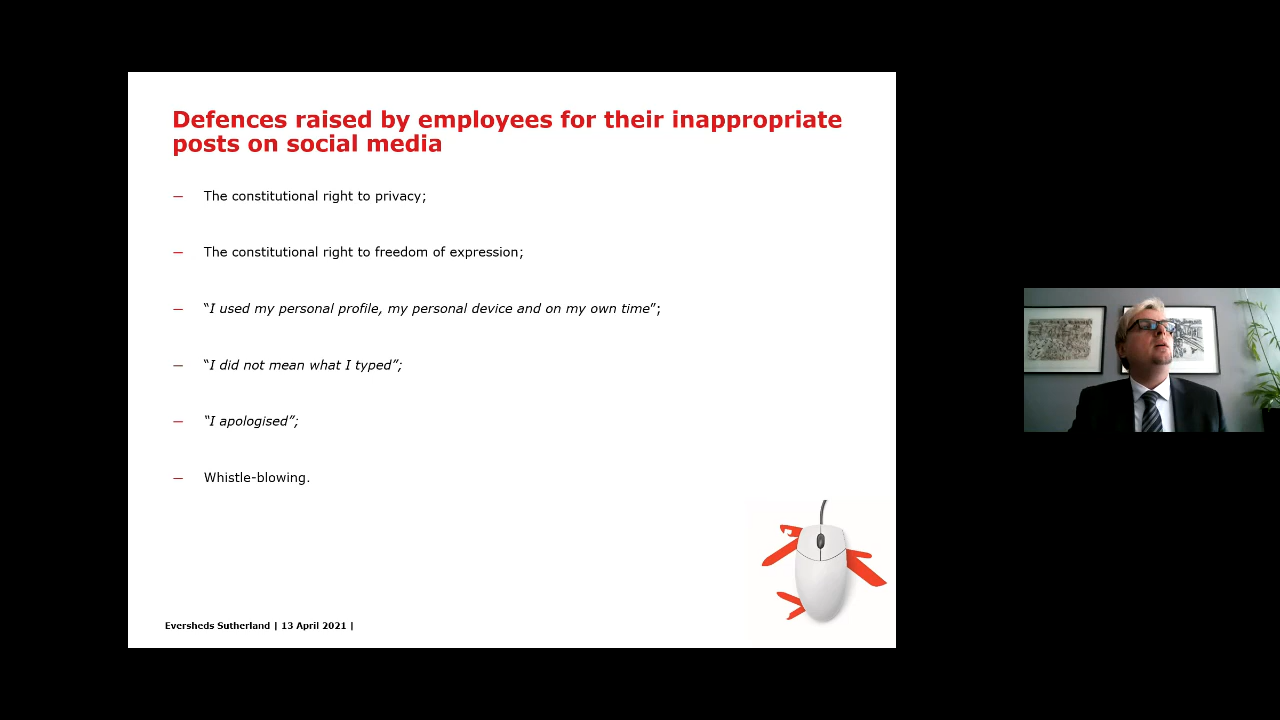 Defences raised by employees for their inappropriate
posts on social media
— The constitutional right to privacy;
— The constitutional right to freedom of expression;
— “I used my personal profile, my personal device and on my own time”;
— “I did not mean what I typed”;
— “I apologised”;
— Whistle-blowing.
Eversheds Sutherland | 13 April 2021 |